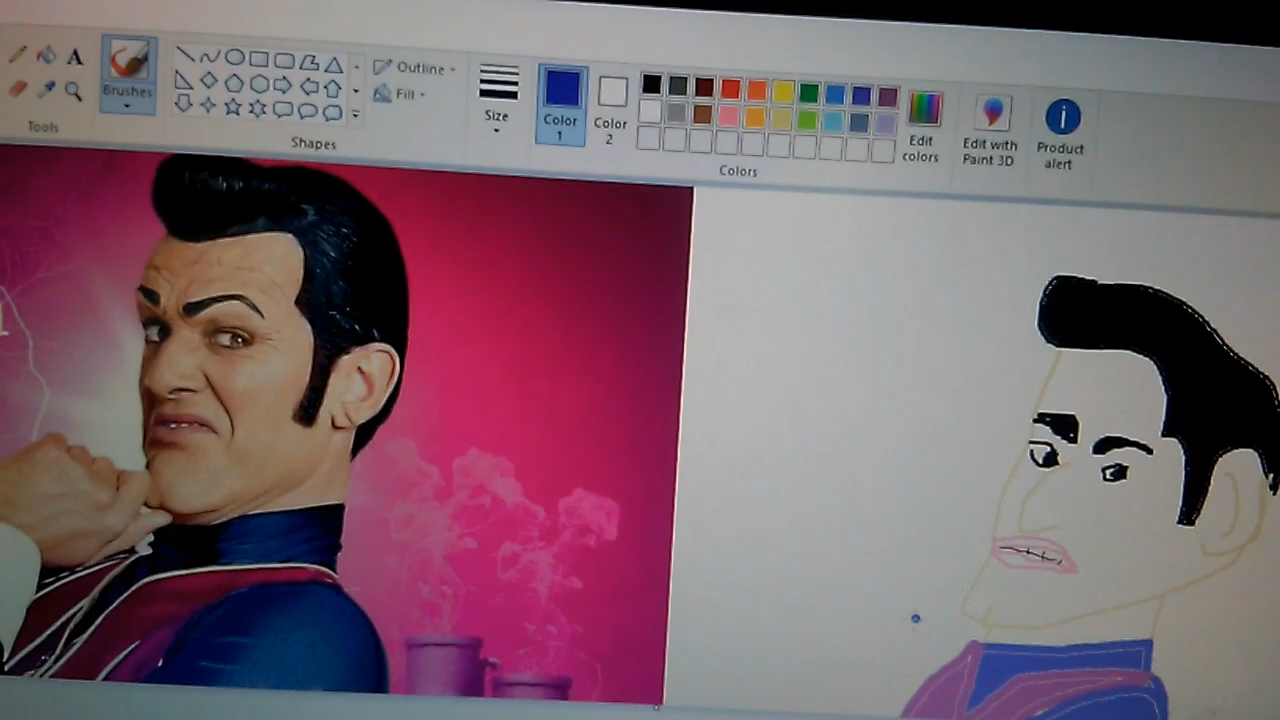 A
Brushes
Tools
Shapes
Outline
Fill
Size
Color
1
Color
2
Colors
Edit
colors
Edit with
Paint 3D
Product
alert